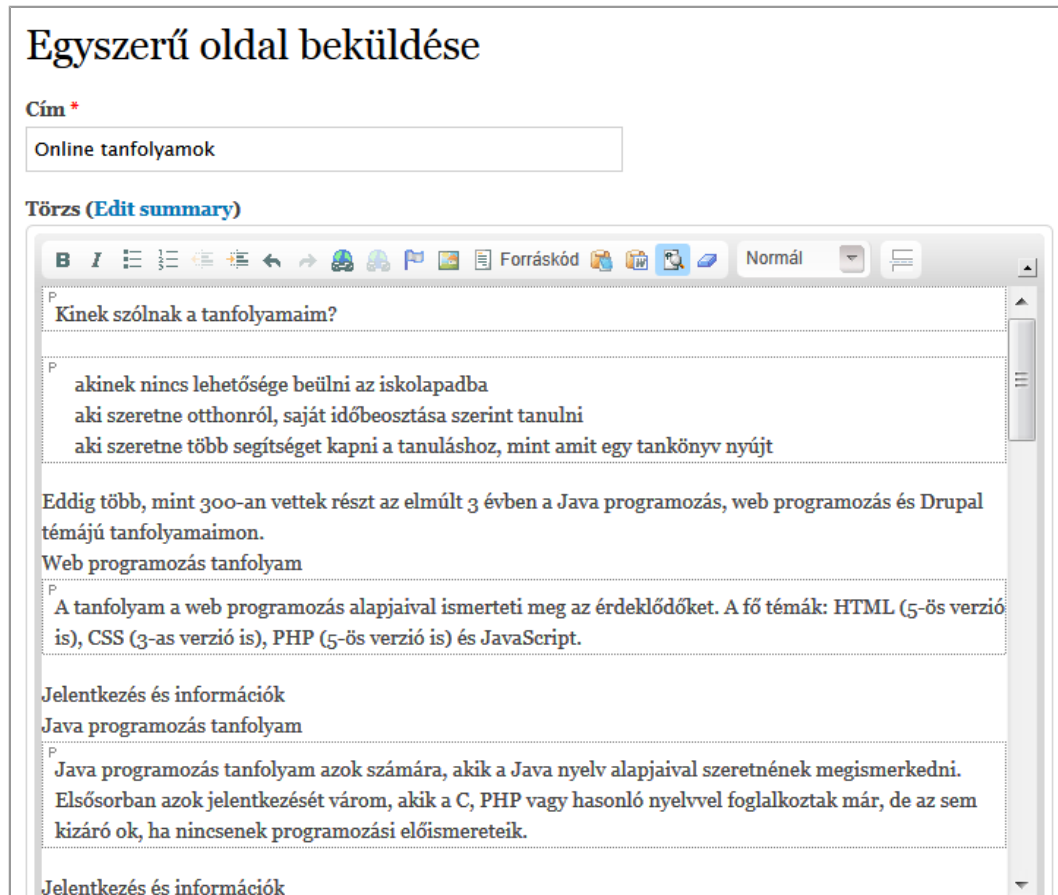 Egyszerű oldal beküldése
Cím *
Online tanfolyamok
Törzs (Edit summary)
B I Forráskód Normál
P
Kinek szólnak a tanfolyamaim?
P
akinek nincs lehetősége beülni az iskolapadba
aki szeretne otthonról, saját időbeosztása szerint tanulni
aki szeretne több segítséget kapni a tanuláshoz, mint amit egy tankönyv nyújt
Eddig több, mint 300-an vettek részt az elmúlt 3 évben a Java programozás, web programozás és Drupal
témájú tanfolyamaimon.
Web programozás tanfolyam
P
A tanfolyam a web programozás alapjaival ismerteti meg az érdeklődőket. A fő témák: HTML (5-ös verzió
is), CSS (3-as verzió is), PHP (5-ös verzió is) és JavaScript.
Jelentkezés és információk
Java programozás tanfolyam
P
Java programozás tanfolyam azok számára, akik a Java nyelv alapjaival szeretnének megismerkedni.
Elsősorban azok jelentkezését várom, akik a C, PHP vagy hasonló nyelvvel foglalkoztak már, de az sem
kizáró ok, ha nincsenek programozási előismereteik.
Jelentkezés és információk